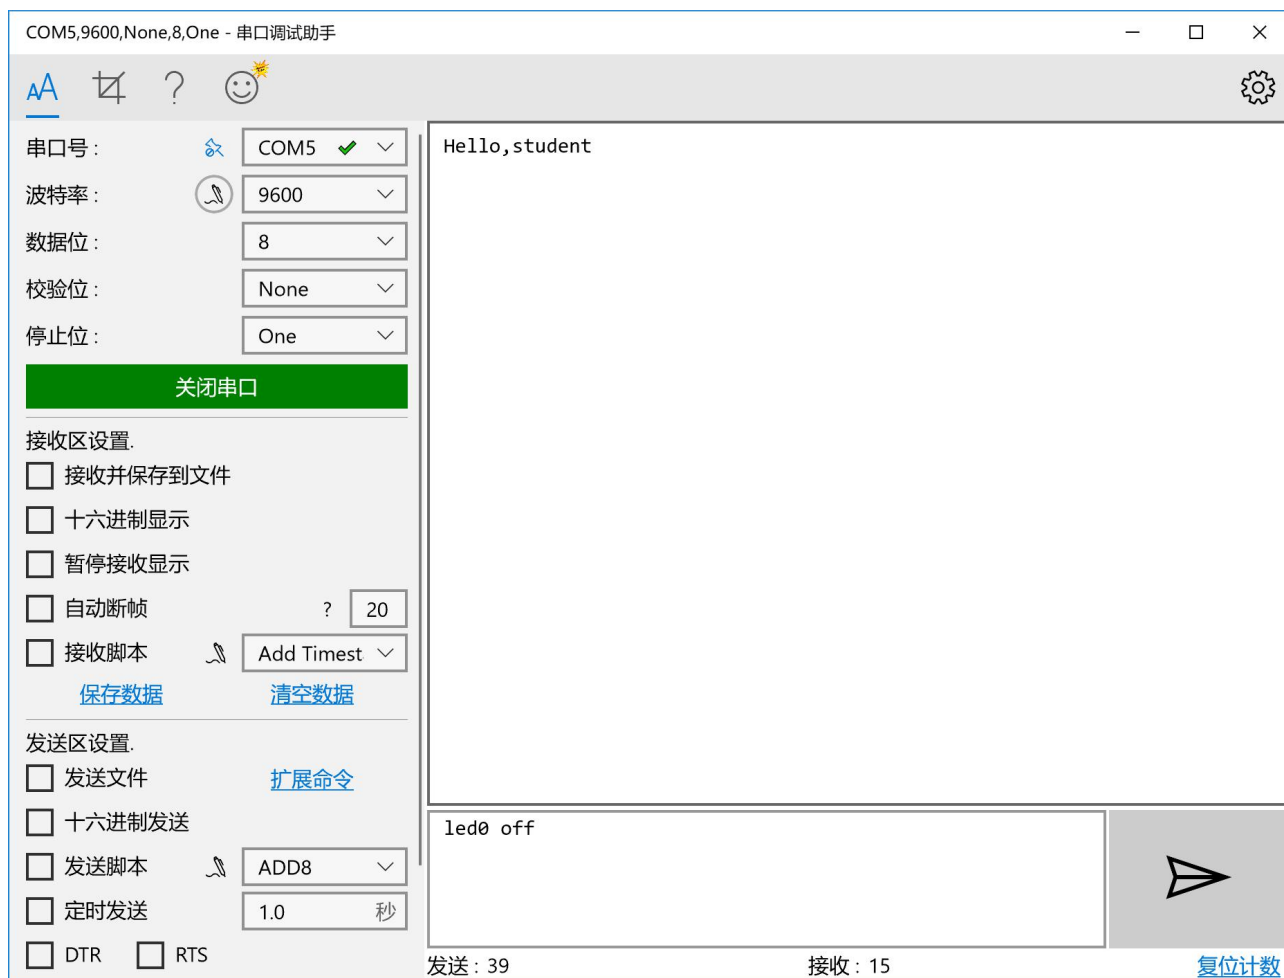 COM5,9600,None,8,One - 串口调试助手
AA
串口号 : COM5
波特率 : 9600
数据位 : 8
校验位 : None
停止位 : One
关闭串口
接收区设置.
接收并保存到文件
十六进制显示
暂停接收显示
自动断帧 ? 20
接收脚本 Add Timest
保存数据 清空数据
发送区设置.
发送文件 扩展命令
十六进制发送
发送脚本 ADD8
定时发送 1.0 秒
DTR RTS
Hello,student
led0 off
发送 : 39 接收 : 15 复位计数